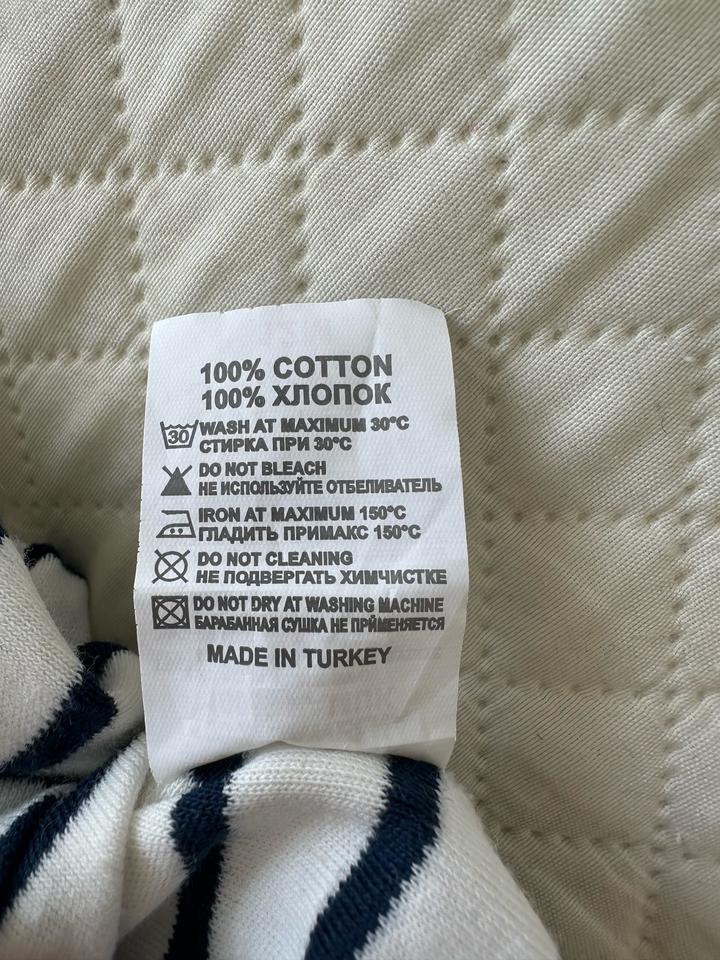 100% COTTON
100% ХЛОПОК
30 WASH AT MAXIMUM 30°C
СТИРКА ПРИ 30°C
DO NOT BLEACH
НЕ ИСПОЛЬЗУЙТЕ ОТБЕЛИВАТЕЛЬ
IRON AT MAXIMUM 150°C
ГЛАДИТЬ ПРИМАКС 150°C
DO NOT CLEANING
НЕ ПОДВЕРГАТЬ ХИМЧИСТКЕ
DO NOT DRY AT WASHING MACHINE
БАРАБАННАЯ СУШКА НЕ ПРЙМЕНЯЕТСЯ
MADE IN TURKEY